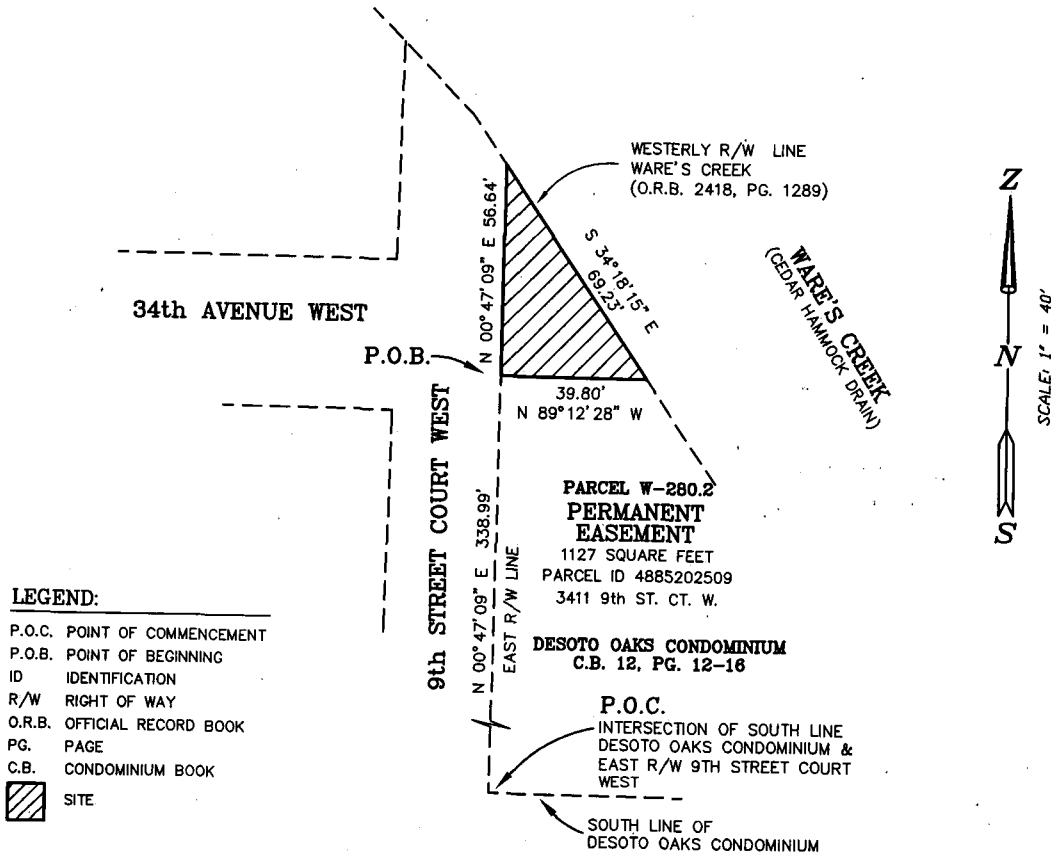 WESTERLY R/W LINE
WARE'S CREEK
(O.R.B. 2418, PG. 1289)
N 00°47'09" E 56.64'
S 34°18'15" E
69.23'
WARE'S CREEK
(CEDAR HAMMOCK DRAIN)
Z
N
S
SCALE: 1" = 40'
34th AVENUE WEST
P.O.B.
39.80'
N 89°12'28" W
9th STREET COURT WEST
N 00°47'09" E 338.99'
EAST R/W LINE
PARCEL W-280.2
PERMANENT
EASEMENT
1127 SQUARE FEET
PARCEL ID 4885202509
3411 9th ST. CT. W.
DESOTO OAKS CONDOMINIUM
C.B. 12, PG. 12-16
P.O.C.
INTERSECTION OF SOUTH LINE
DESOTO OAKS CONDOMINIUM &
EAST R/W 9TH STREET COURT
WEST
SOUTH LINE OF
DESOTO OAKS CONDOMINIUM
LEGEND:
P.O.C. POINT OF COMMENCEMENT
P.O.B. POINT OF BEGINNING
ID IDENTIFICATION
R/W RIGHT OF WAY
O.R.B. OFFICIAL RECORD BOOK
PG. PAGE
C.B. CONDOMINIUM BOOK
SITE